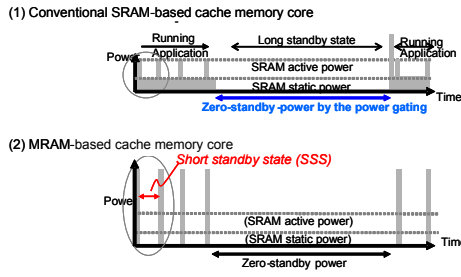 (1) Conventional SRAM-based cache memory core
Running
Application
Long standby state
Running
Application
Power
SRAM active power
SRAM static power
Time
Zero-standby-power by the power gating
(2) MRAM-based cache memory core
Short standby state (SSS)
Power
(SRAM active power)
(SRAM static power)
Time
Zero-standby power